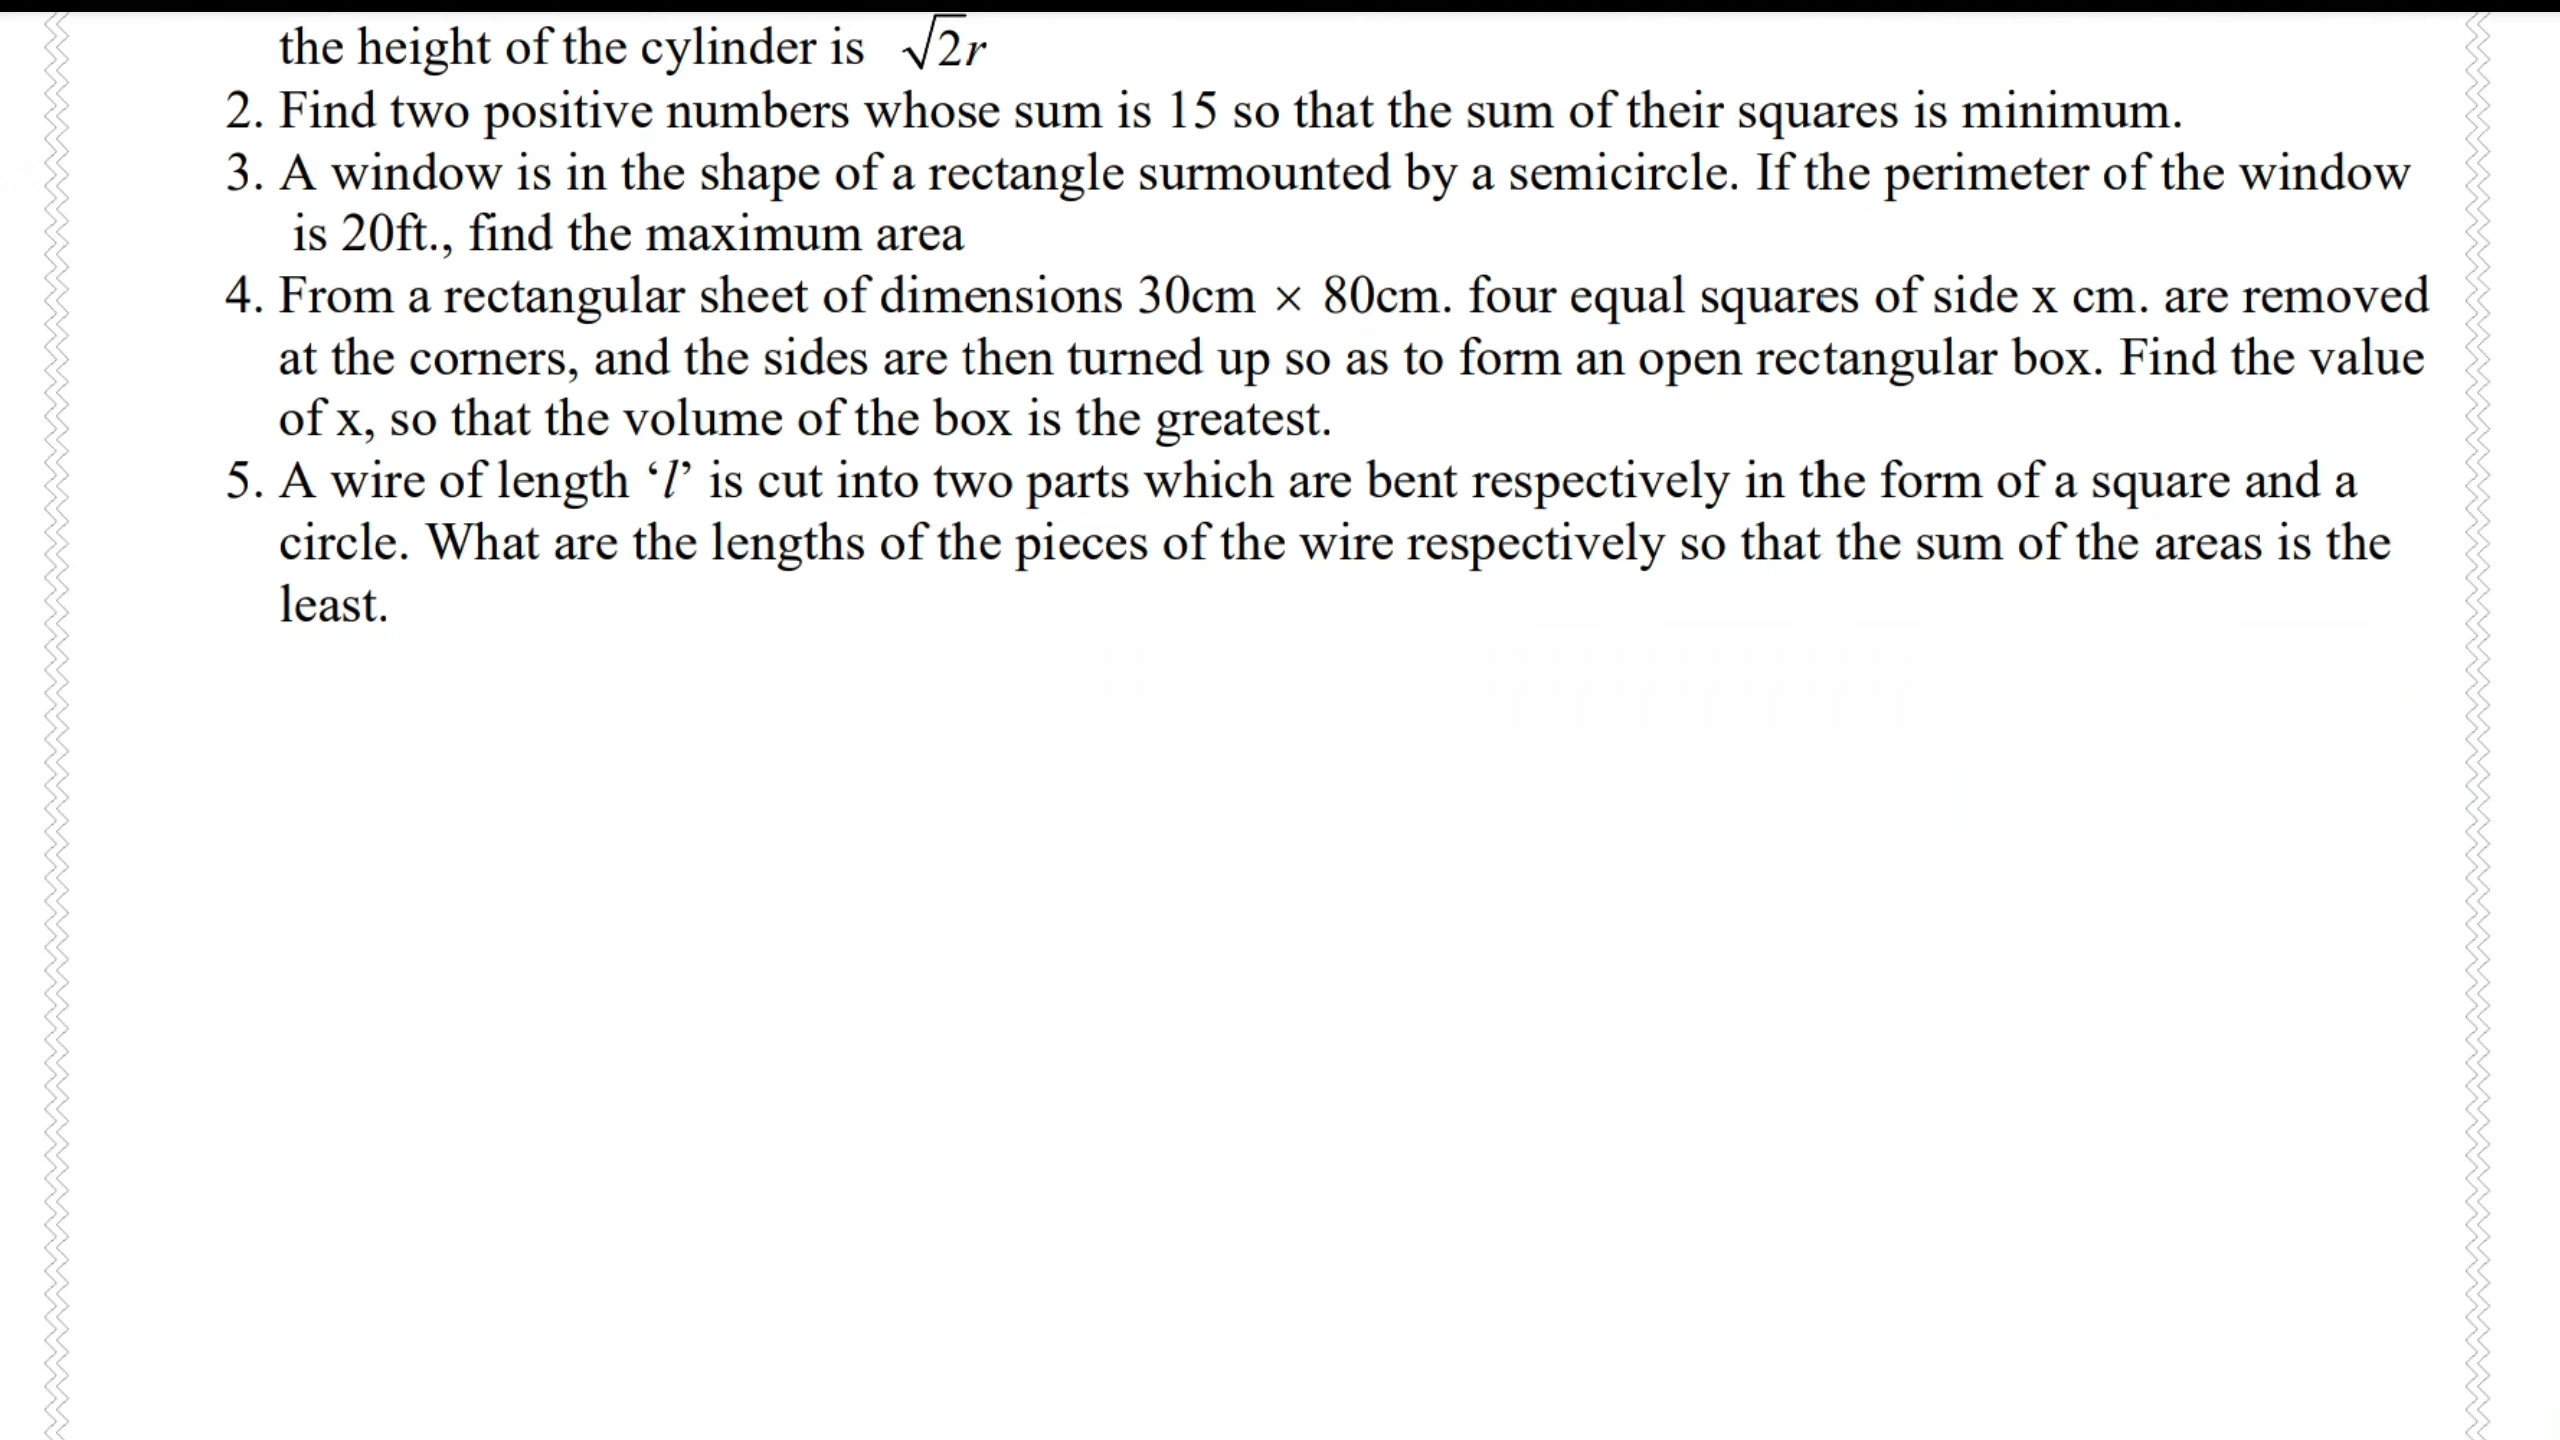 the height of the cylinder is √2r
2. Find two positive numbers whose sum is 15 so that the sum of their squares is minimum.
3. A window is in the shape of a rectangle surmounted by a semicircle. If the perimeter of the window
is 20ft., find the maximum area
4. From a rectangular sheet of dimensions 30cm × 80cm. four equal squares of side x cm. are removed
at the corners, and the sides are then turned up so as to form an open rectangular box. Find the value
of x, so that the volume of the box is the greatest.
5. A wire of length ‘l’ is cut into two parts which are bent respectively in the form of a square and a
circle. What are the lengths of the pieces of the wire respectively so that the sum of the areas is the
least.